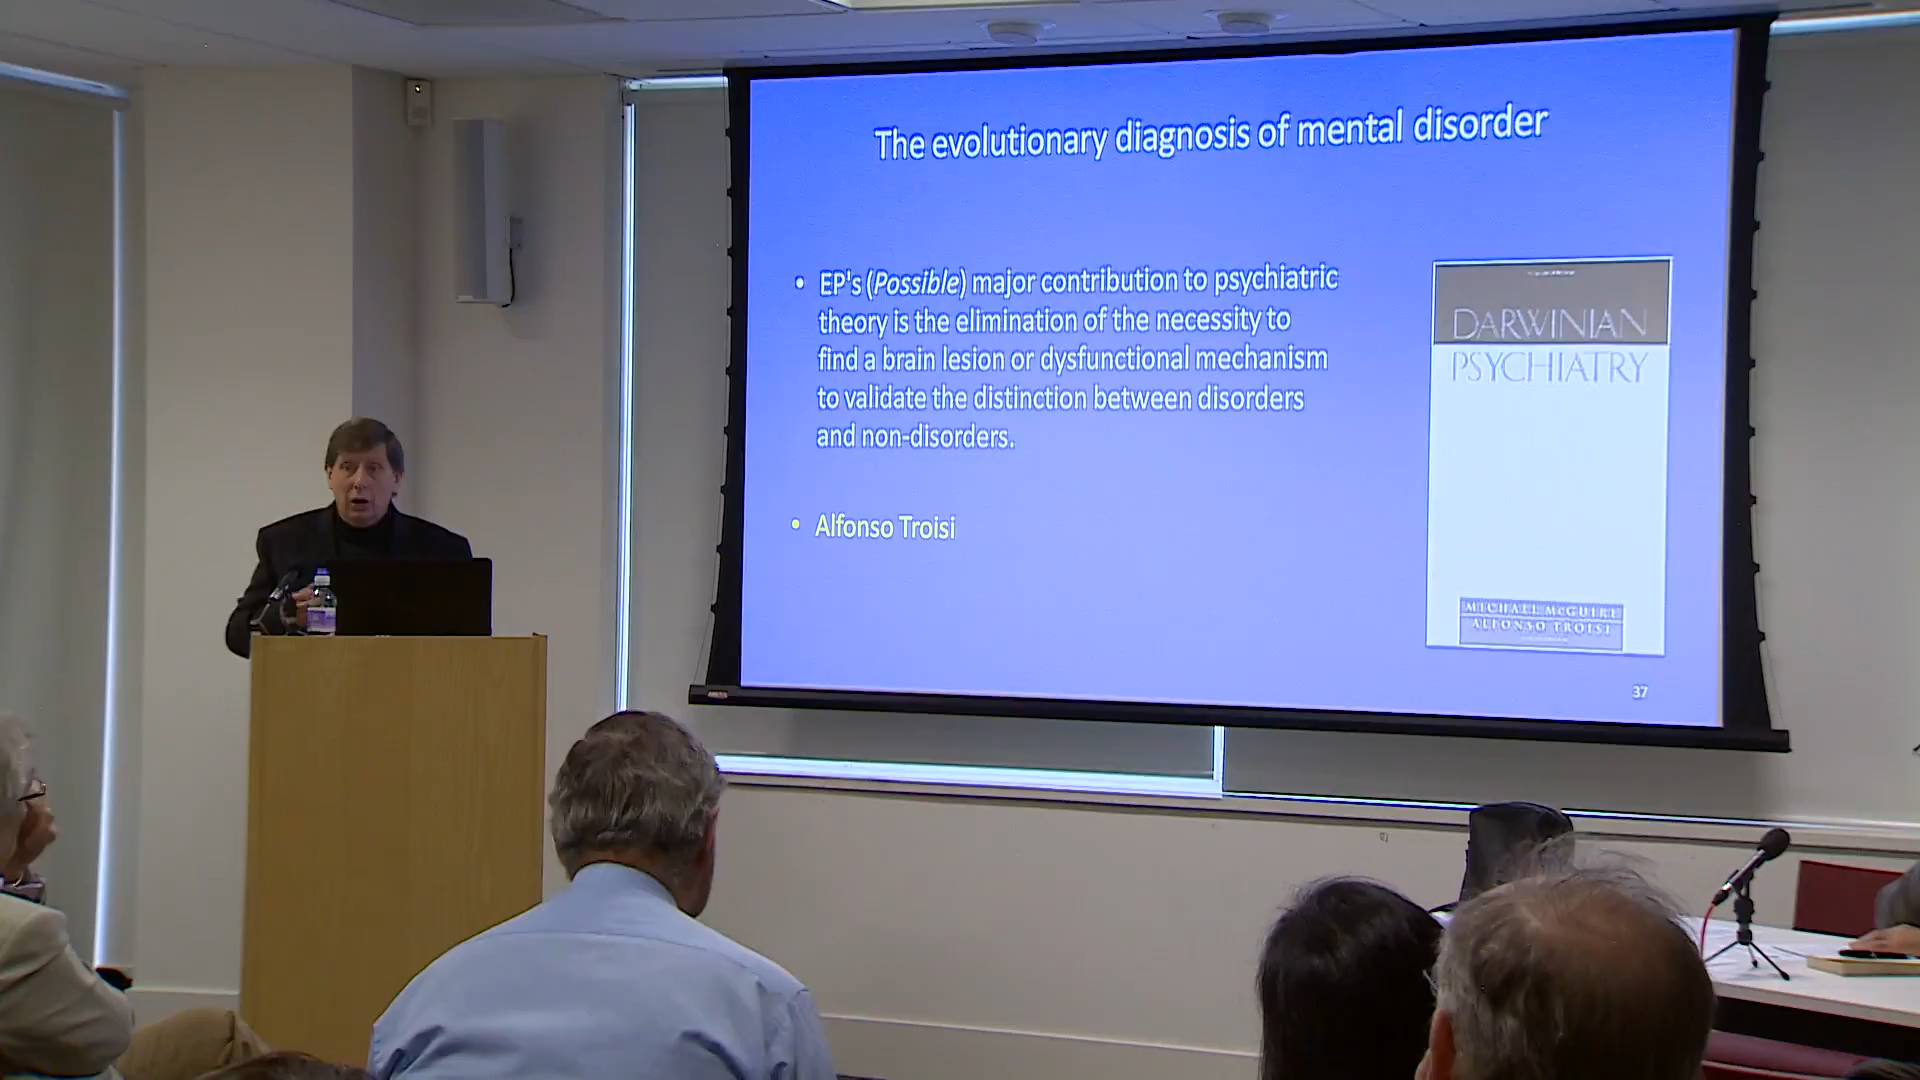 The evolutionary diagnosis of mental disorder
• EP's (Possible) major contribution to psychiatric
theory is the elimination of the necessity to
find a brain lesion or dysfunctional mechanism
to validate the distinction between disorders
and non-disorders.
• Alfonso Troisi
DARWINIAN
PSYCHIATRY
MICHAEL McGUIRE
ALFONSO TROISI
37